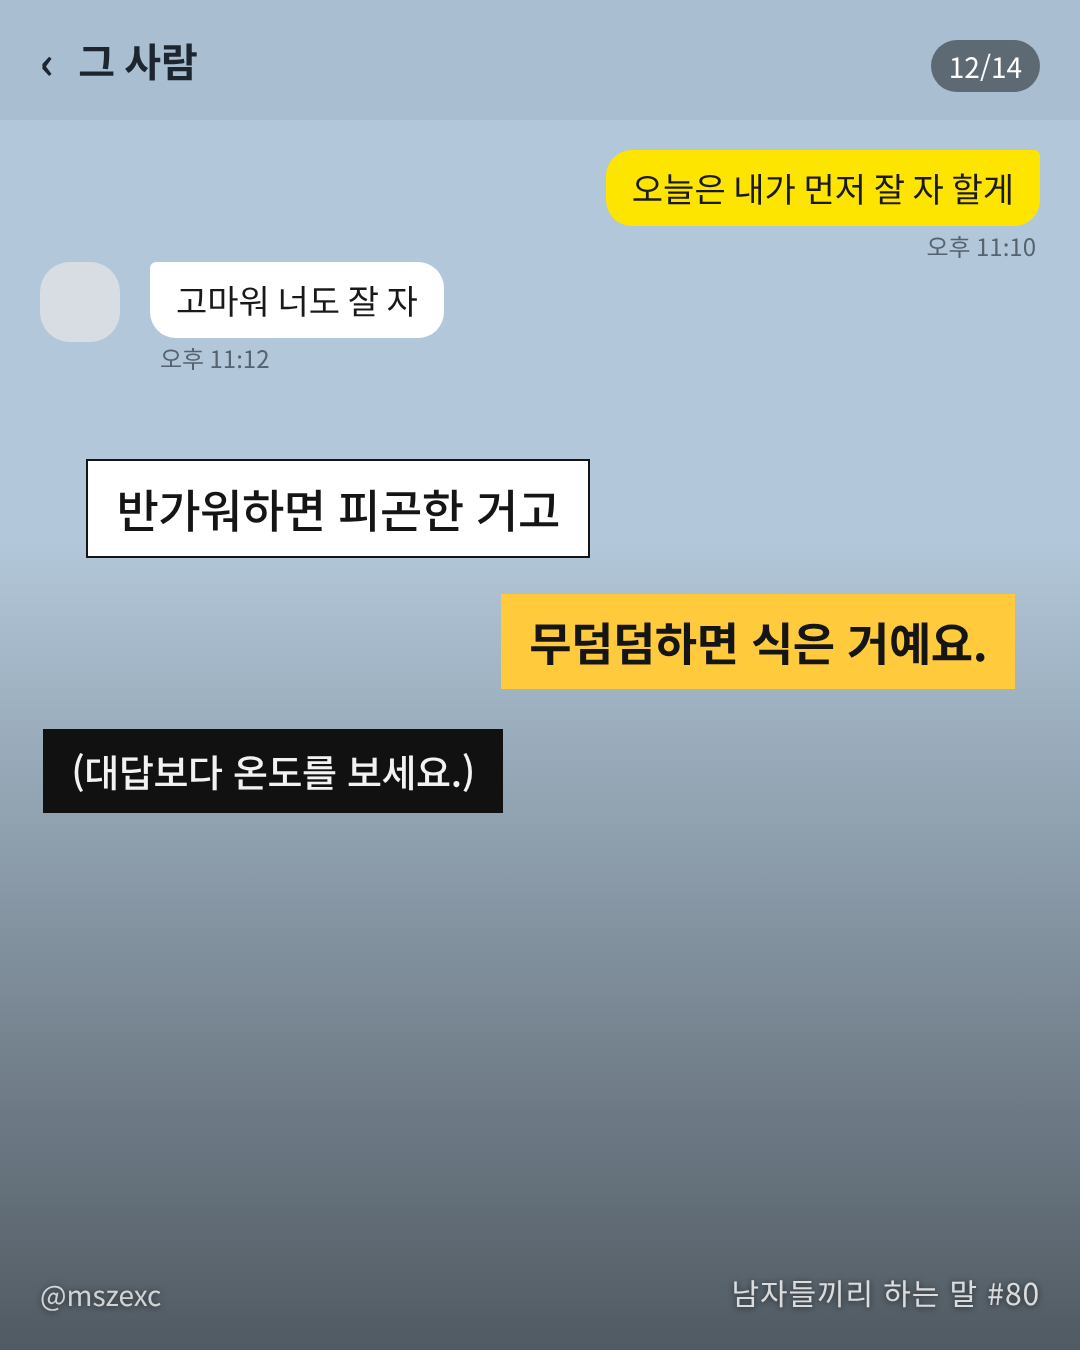 ‹ 그 사람
12/14
오늘은 내가 먼저 잘 자 할게
오후 11:10
고마워 너도 잘 자
오후 11:12
반가워하면 피곤한 거고
무덤덤하면 식은 거예요.
(대답보다 온도를 보세요.)
@mszexc
남자들끼리 하는 말 #80